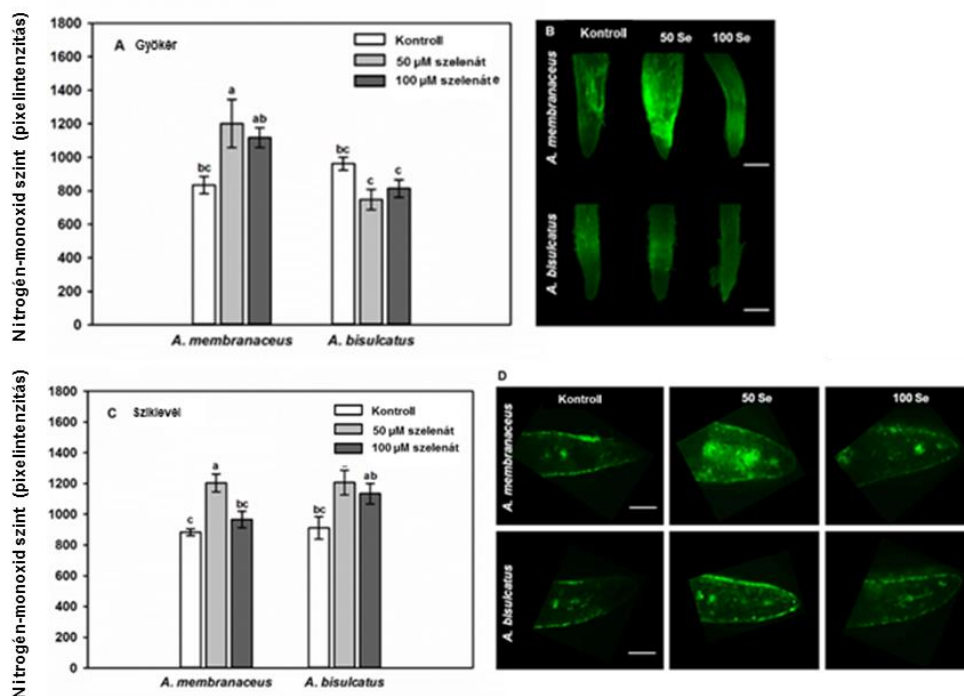 Nitrogén-monoxid szint (pixelintenzitás)
1800
1600
1400
1200
1000
800
600
400
200
0
A Gyökér
Kontroll
50 µM szelenát
100 µM szelenát e
bc
a
ab
bc
c
c
A. membranaceus
A. bisulcatus
B
Kontroll
50 Se
100 Se
A. membranaceus
A. bisulcatus
Nitrogén-monoxid szint (pixelintenzitás)
1800
1600
1400
1200
1000
800
600
400
200
0
C Sziklevél
Kontroll
50 µM szelenát
100 µM szelenát
c
a
bc
bc
ab
A. membranaceus
A. bisulcatus
D
Kontroll
50 Se
100 Se
A. membranaceus
A. bisulcatus